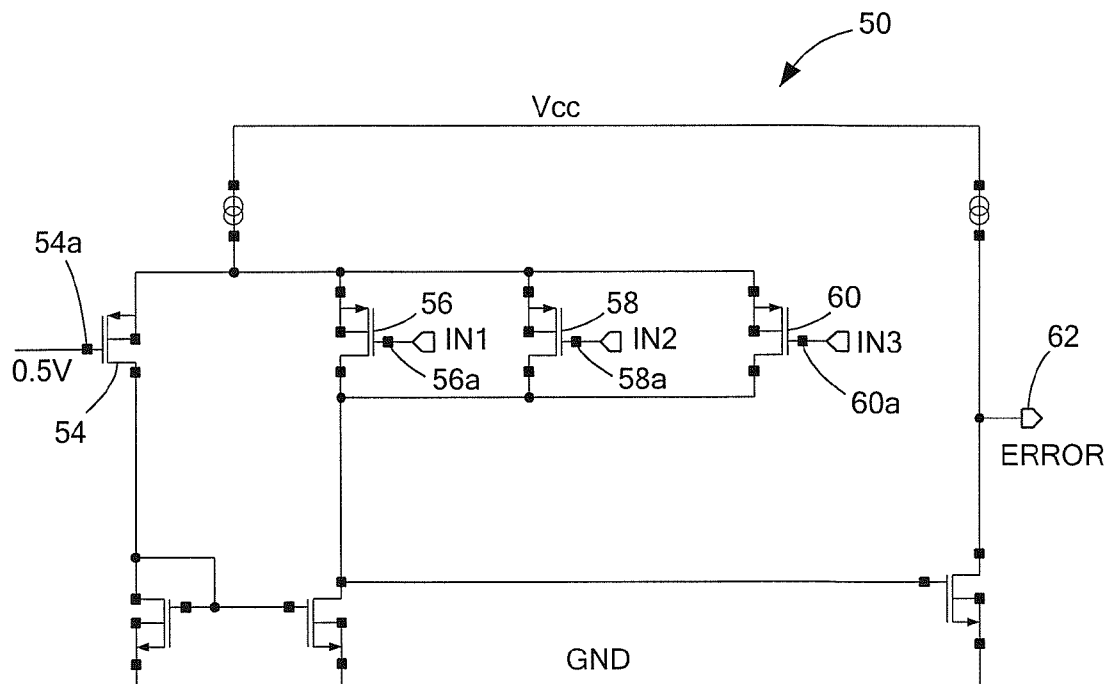 50
Vcc
54a
56
58
60
IN1
IN2
IN3
62
0.5V
56a
58a
60a
54
ERROR
GND